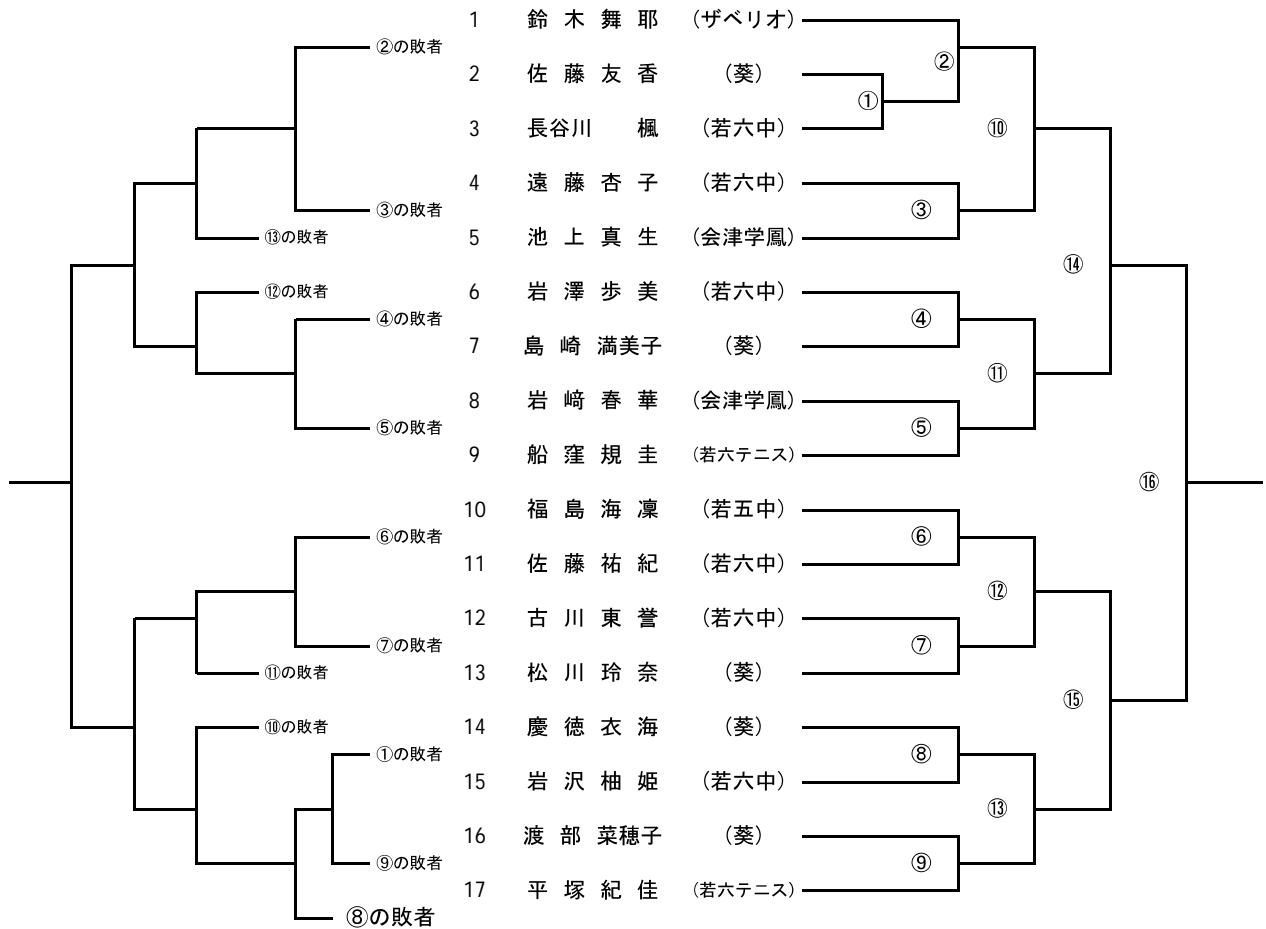 1 鈴木舞耶 (ザベリオ)
②の敗者
2 佐藤友香 (葵)
②
①
3 長谷川 楓 (若六中)
⑩
4 遠藤杏子 (若六中)
③の敗者
③
5 池上真生 (会津学鳳)
⑬の敗者
⑭
6 岩澤歩美 (若六中)
⑫の敗者
④の敗者
④
7 島崎満美子 (葵)
⑪
8 岩﨑春華 (会津学鳳)
⑤の敗者
⑤
9 船窪規圭 (若六テニス)
⑯
10 福島海凜 (若五中)
⑥の敗者
⑥
11 佐藤祐紀 (若六中)
⑫
12 古川東誉 (若六中)
⑦の敗者
⑦
13 松川玲奈 (葵)
⑪の敗者
⑮
14 慶徳衣海 (葵)
⑩の敗者
①の敗者
⑧
15 岩沢柚姫 (若六中)
⑬
16 渡部菜穂子 (葵)
⑨の敗者
⑨
17 平塚紀佳 (若六テニス)
⑧の敗者